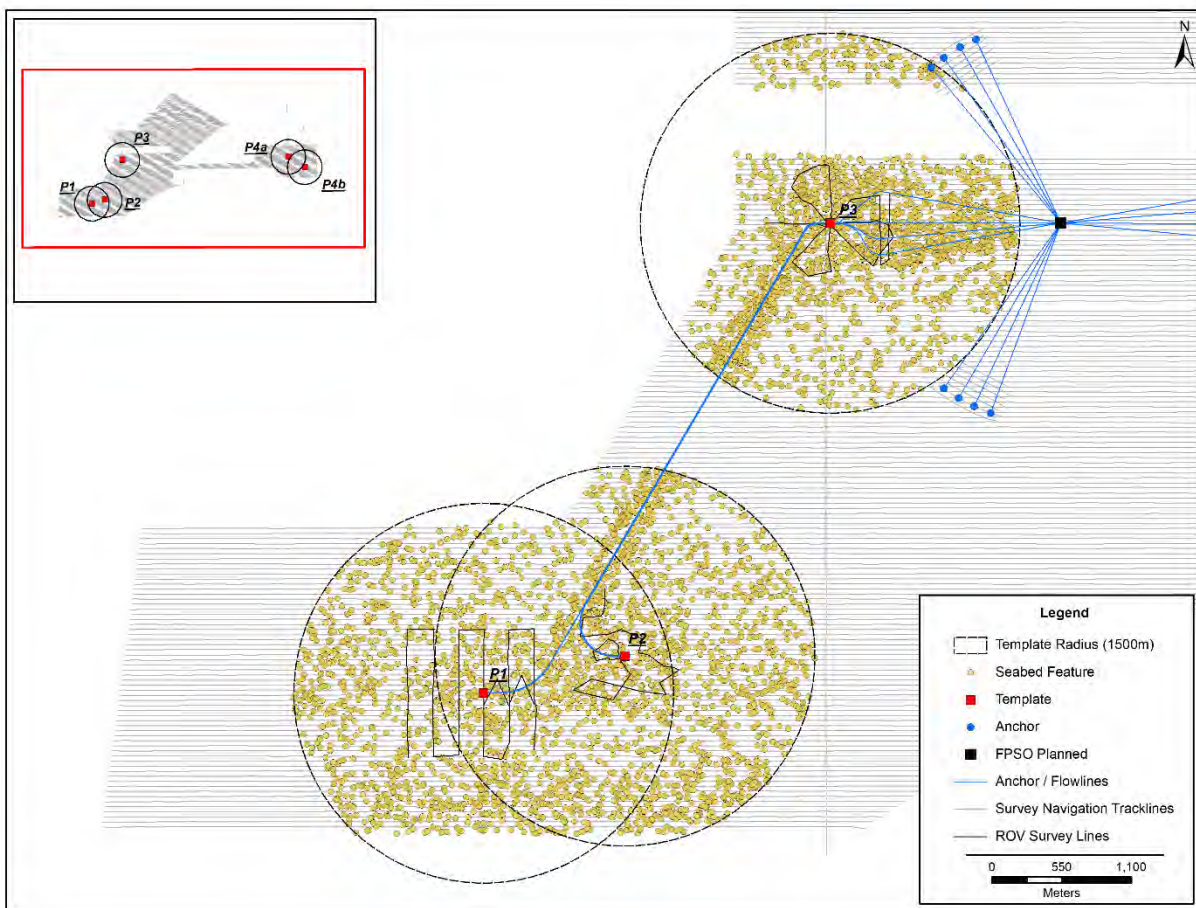 N
P3
P4a
P1
P2
P4b
P3
P2
P1
Legend
Template Radius (1500m)
Seabed Feature
Template
Anchor
FPSO Planned
Anchor / Flowlines
Survey Navigation Tracklines
ROV Survey Lines
0 550 1,100
Meters